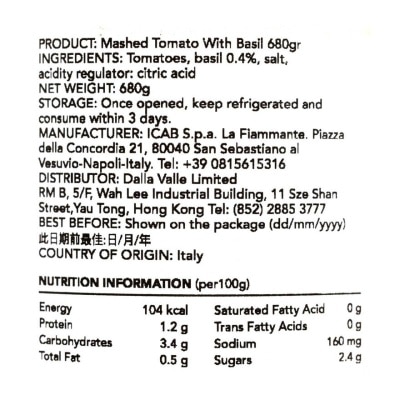 PRODUCT: Mashed Tomato With Basil 680gr
INGREDIENTS: Tomatoes, basil 0.4%, salt,
acidity regulator: citric acid
NET WEIGHT: 680g
STORAGE: Once opened, keep refrigerated and
consume within 3 days.
MANUFACTURER: ICAB S.p.a. La Fiammante. Piazza
della Concordia 21, 80040 San Sebastiano al
Vesuvio-Napoli-Italy. Tel: +39 0815615316
DISTRIBUTOR: Dalla Valle Limited
RM B, 5/F, Wah Lee Industrial Building, 11 Sze Shan
Street,Yau Tong, Hong Kong Tel: (852) 2885 3777
BEST BEFORE: Shown on the package (dd/mm/yyyy)
此日期前最佳:日/月/年
COUNTRY OF ORIGIN: Italy
NUTRITION INFORMATION (per100g)
Energy 104 kcal
Protein 1.2 g
Carbohydrates 3.4 g
Total Fat 0.5 g
Saturated Fatty Acid 0 g
Trans Fatty Acids 0 g
Sodium 160 mg
Sugars 2.4 g